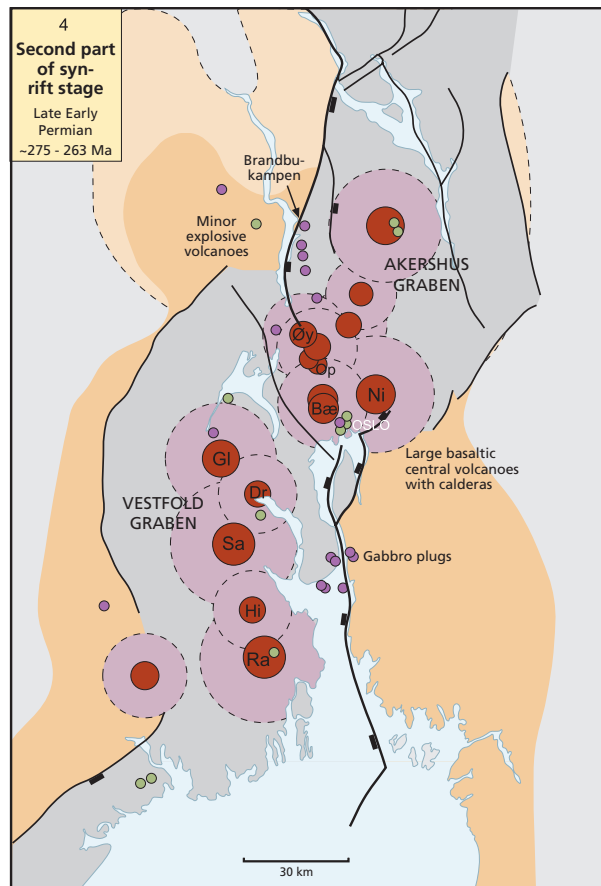 4
Second part
of syn-
rift stage
Late Early
Permian
~275 - 263 Ma
Brandbu-
kampen
Minor
explosive
volcanoes
AKERSHUS
GRABEN
Øy
Op
Bæ
Ni
OSLO
Large basaltic
central volcanoes
with calderas
Gl
Dr
VESTFOLD
GRABEN
Sa
Gabbro plugs
Hi
Ra
30 km